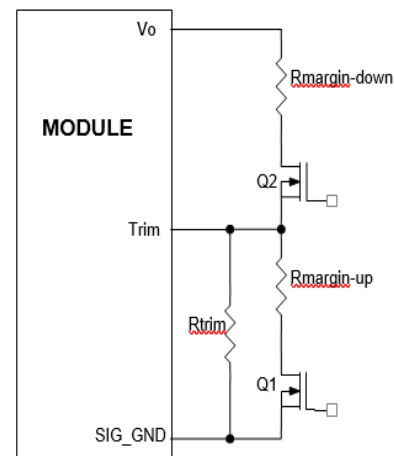 Vo
Rmargin-down
MODULE
Q2
Trim
Rmargin-up
Rtrim
Q1
SIG_GND